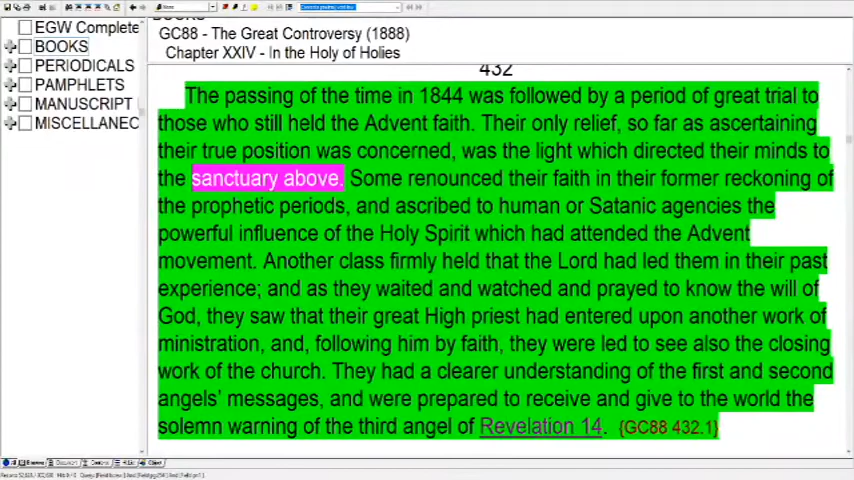 EGW Complete
BOOKS
PERIODICALS
PAMPHLETS
MANUSCRIPT
MISCELLANEC
BOOKS
GC88 - The Great Controversy (1888)
Chapter XXIV - In the Holy of Holies
432
The passing of the time in 1844 was followed by a period of great trial to
those who still held the Advent faith. Their only relief, so far as ascertaining
their true position was concerned, was the light which directed their minds to
the sanctuary above. Some renounced their faith in their former reckoning of
the prophetic periods, and ascribed to human or Satanic agencies the
powerful influence of the Holy Spirit which had attended the Advent
movement. Another class firmly held that the Lord had led them in their past
experience; and as they waited and watched and prayed to know the will of
God, they saw that their great High priest had entered upon another work of
ministration, and, following him by faith, they were led to see also the closing
work of the church. They had a clearer understanding of the first and second
angels' messages, and were prepared to receive and give to the world the
solemn warning of the third angel of Revelation 14. {GC88 432.1}